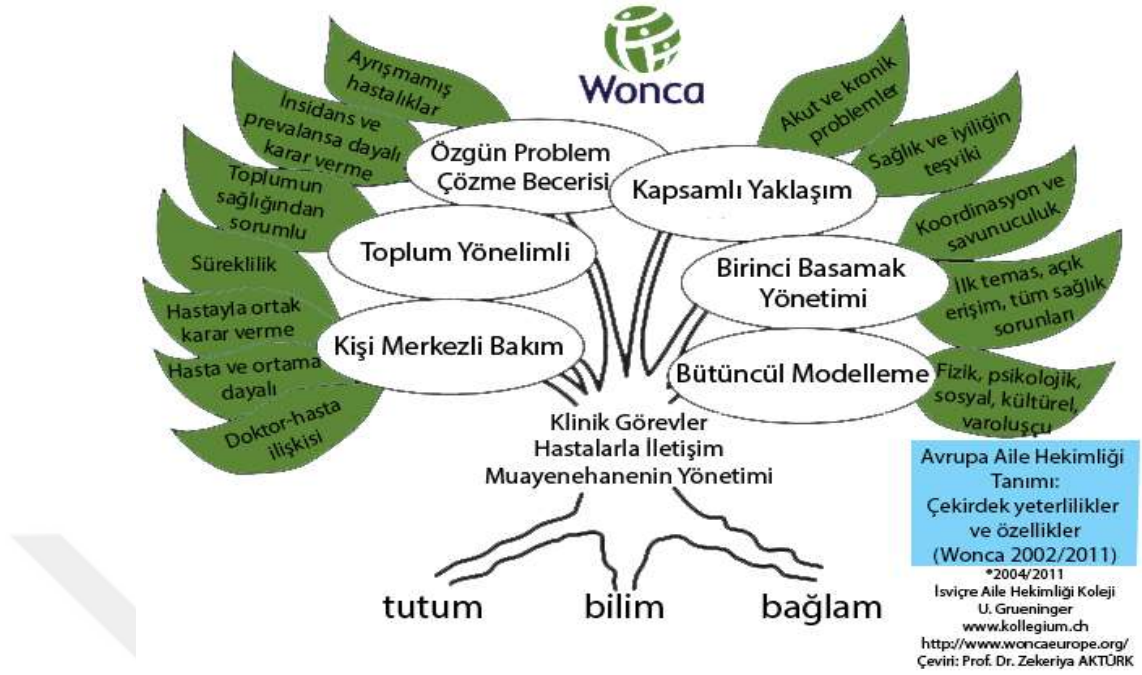 Wonca
Ayrışmamış
hastalıklar
İnsidans ve
prevalansa dayalı
karar verme
Toplumun
sağlığından
sorumlu
Süreklilik
Hastayla ortak
karar verme
Hasta ve ortama
dayalı
Doktor-hasta
ilişkisi
Özgün Problem
Çözme Becerisi
Toplum Yönelimli
Kişi Merkezli Bakım
Kapsamlı Yaklaşım
Birinci Basamak
Yönetimi
Bütüncül Modelleme
Akut ve kronik
problemler
Sağlık ve iyiliğin
teşviki
Koordinasyon ve
savunuculuk
İlk temas, açık
erişim, tüm sağlık
sorunları
Fizik, psikolojik,
sosyal, kültürel,
varoluşçu
Klinik Görevler
Hastalarla İletişim
Muayenehanenin Yönetimi
tutum
bilim
bağlam
Avrupa Aile Hekimliği
Tanımı:
Çekirdek yeterlilikler
ve özellikler
(Wonca 2002/2011)
*2004/2011
İsviçre Aile Hekimliği Koleji
U. Grueninger
www.kollegium.ch
http://www.woncaeurope.org/
Çeviri: Prof. Dr. Zekeriya AKTÜRK